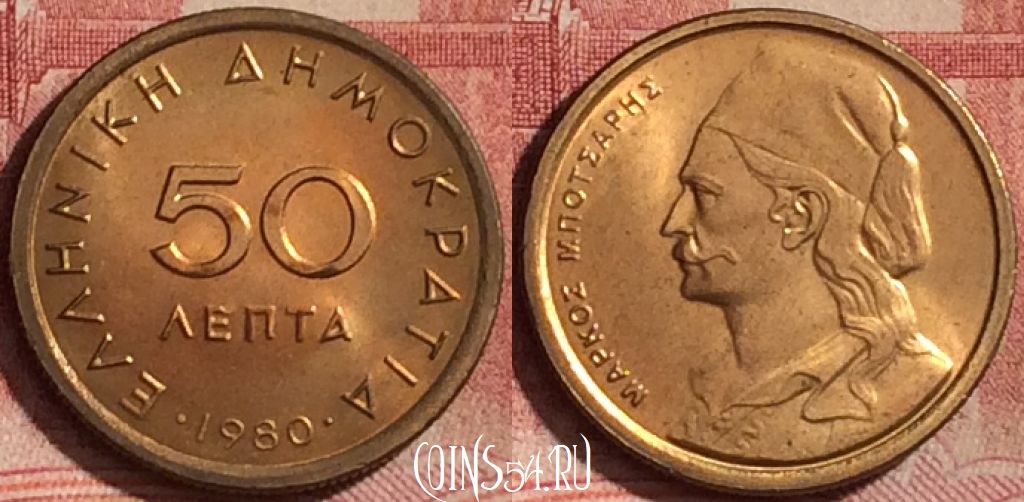 ΕΛΛΗΝΙΚΗ ΔΗΜΟΚΡΑΤΙΑ
50
ΛΕΠΤΑ
·1980·
ΜΑΡΚΟΣ ΜΠΟΤΣΑΡΗΣ
COINS54.RU